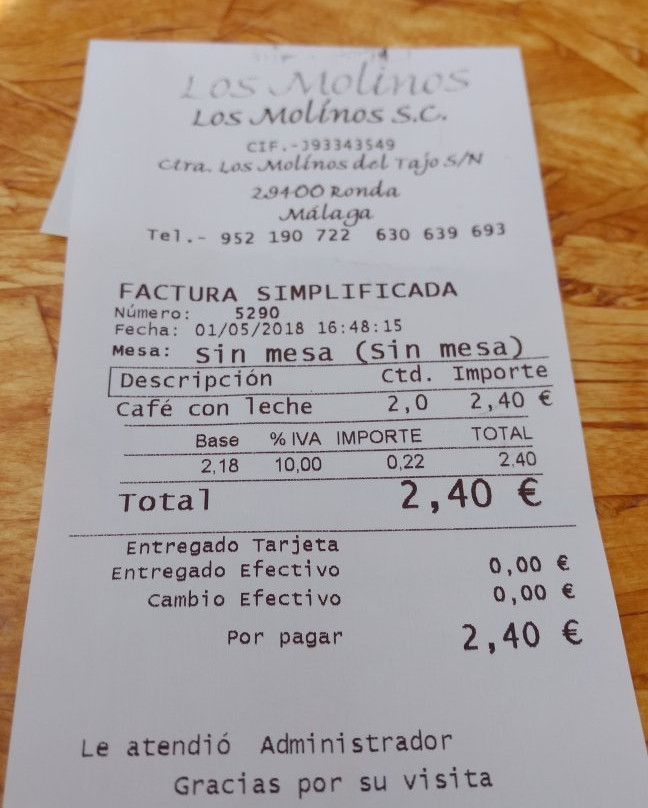 Los Molinos
Los Molinos S.C.
CIF.-J93343549
Ctra. Los Molinos del Tajo S/N
29400 Ronda
Málaga
Tel.- 952 190 722 630 639 693
FACTURA SIMPLIFICADA
Número: 5290
Fecha: 01/05/2018 16:48:15
Mesa: Sin mesa (Sin mesa)
Descripción Ctd. Importe
Café con leche 2,0 2,40 €
Base % IVA IMPORTE TOTAL
2,18 10,00 0,22 2,40
Total 2,40 €
Entregado Tarjeta
Entregado Efectivo 0,00 €
Cambio Efectivo 0,00 €
Por pagar 2,40 €
Le atendió Administrador
Gracias por su visita